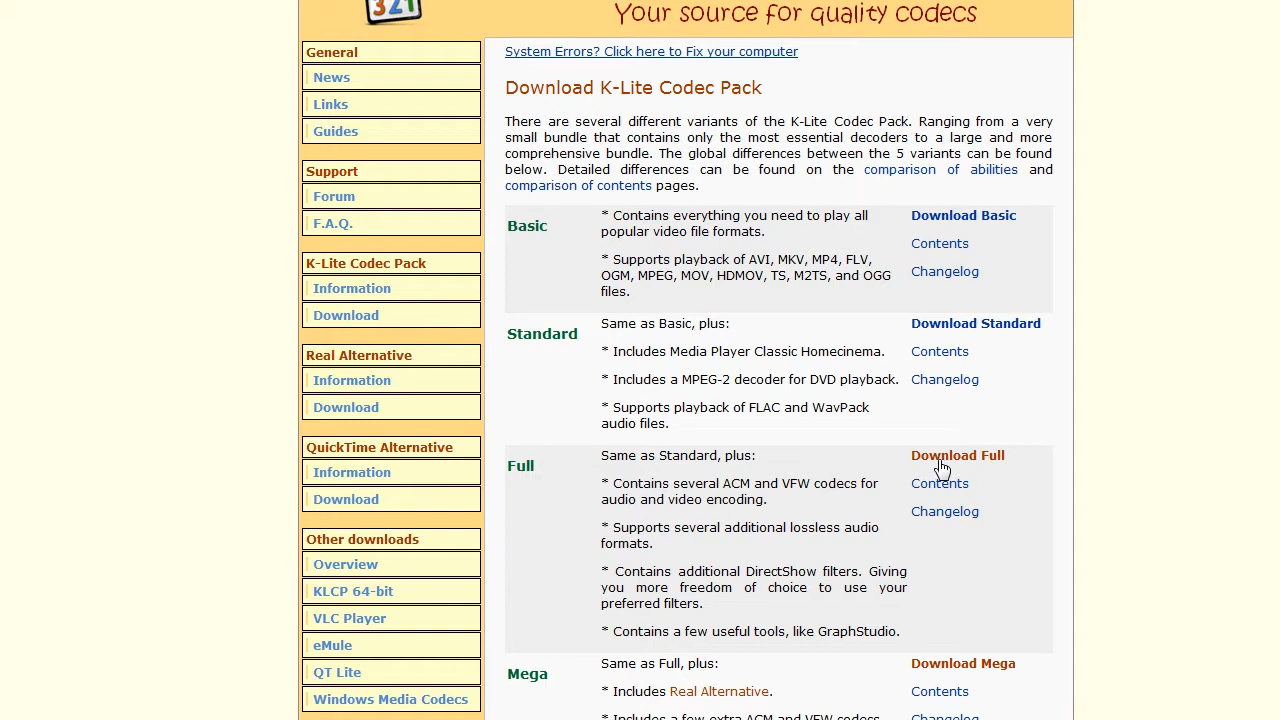 321
Your source for quality codecs
General
News
Links
Guides
Support
Forum
F.A.Q.
K-Lite Codec Pack
Information
Download
Real Alternative
Information
Download
QuickTime Alternative
Information
Download
Other downloads
Overview
KLCP 64-bit
VLC Player
eMule
QT Lite
Windows Media Codecs
System Errors? Click here to Fix your computer
Download K-Lite Codec Pack
There are several different variants of the K-Lite Codec Pack. Ranging from a very
small bundle that contains only the most essential decoders to a large and more
comprehensive bundle. The global differences between the 5 variants can be found
below. Detailed differences can be found on the comparison of abilities and
comparison of contents pages.
Basic
* Contains everything you need to play all
popular video file formats.
* Supports playback of AVI, MKV, MP4, FLV,
OGM, MPEG, MOV, HDMOV, TS, M2TS, and OGG
files.
Download Basic
Contents
Changelog
Standard
Same as Basic, plus:
* Includes Media Player Classic Homecinema.
* Includes a MPEG-2 decoder for DVD playback.
* Supports playback of FLAC and WavPack
audio files.
Download Standard
Contents
Changelog
Full
Same as Standard, plus:
* Contains several ACM and VFW codecs for
audio and video encoding.
* Supports several additional lossless audio
formats.
* Contains additional DirectShow filters. Giving
you more freedom of choice to use your
preferred filters.
* Contains a few useful tools, like GraphStudio.
Download Full
Contents
Changelog
Mega
Same as Full, plus:
* Includes Real Alternative.
* Includes a few extra ACM and VFW codecs
Download Mega
Contents
Changelog